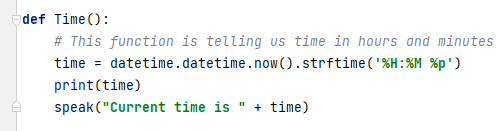 def Time():
    # This function is telling us time in hours and minutes
    time = datetime.datetime.now().strftime('%H:%M %p')
    print(time)
    speak("Current time is " + time)